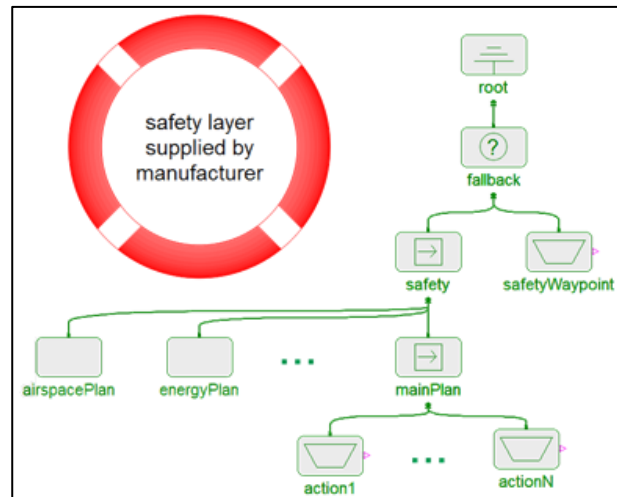 safety layer
supplied by
manufacturer
root
?
fallback
safety
safetyWaypoint
airspacePlan
energyPlan
...
mainPlan
action1
...
actionN